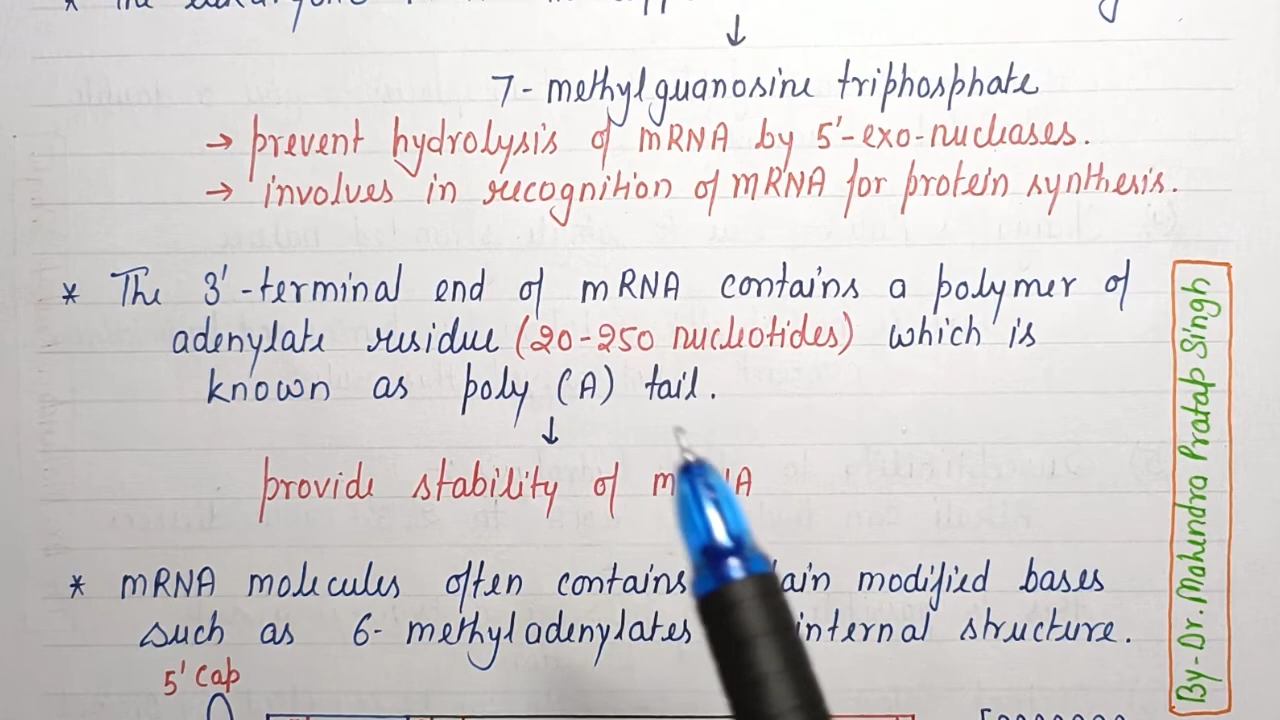 * The
↓
7-methylguanosine triphosphate
→ prevent hydrolysis of mRNA by 5'-exo-nucleases.
→ involves in recognition of mRNA for protein synthesis.
* The 3'-terminal end of mRNA contains a polymer of
adenylate residue (20-250 nucleotides) which is
known as poly (A) tail.
↓
provide stability of
* mRNA molecules often contains modified bases
such as 6-methyladenylates internal structure.
5' Cap
By-Dr. Mahendra Pratap Singh